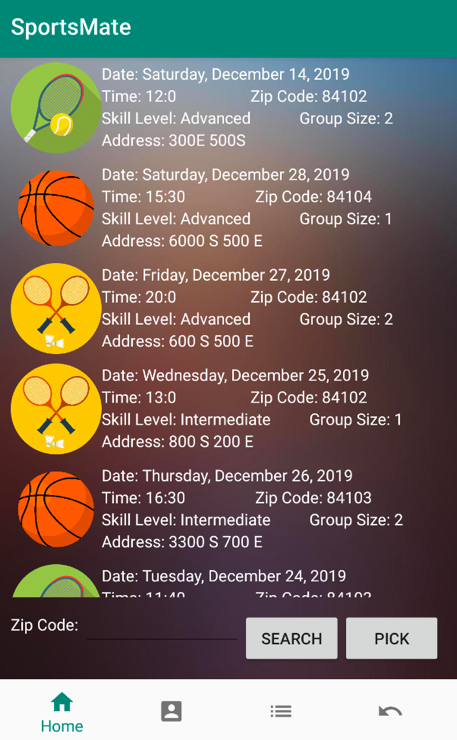 SportsMate
Date: Saturday, December 14, 2019
Time: 12:0 Zip Code: 84102
Skill Level: Advanced Group Size: 2
Address: 300E 500S
Date: Saturday, December 28, 2019
Time: 15:30 Zip Code: 84104
Skill Level: Advanced Group Size: 1
Address: 6000 S 500 E
Date: Friday, December 27, 2019
Time: 20:0 Zip Code: 84102
Skill Level: Advanced Group Size: 2
Address: 600 S 500 E
Date: Wednesday, December 25, 2019
Time: 13:0 Zip Code: 84102
Skill Level: Intermediate Group Size: 1
Address: 800 S 200 E
Date: Thursday, December 26, 2019
Time: 16:30 Zip Code: 84103
Skill Level: Intermediate Group Size: 2
Address: 3300 S 700 E
Date: Tuesday, December 24, 2019
Time: Zip Code:
Zip Code: SEARCH PICK
Home